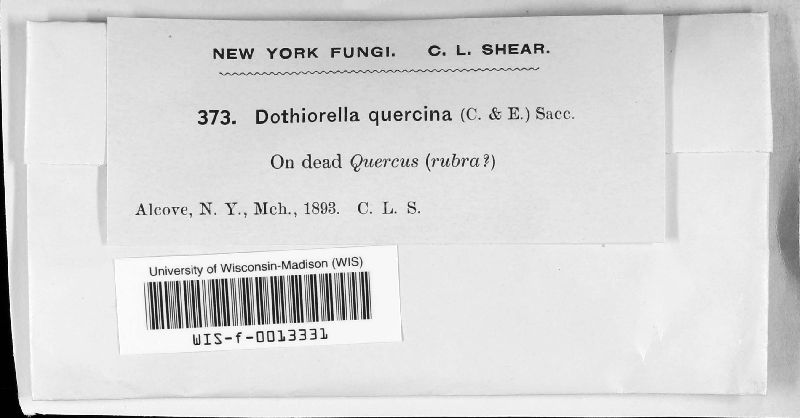 NEW YORK FUNGI. C. L. SHEAR.
373. Dothiorella quercina (C. & E.) Sacc.
On dead Quercus (rubra?)
Alcove, N. Y., Mch., 1893. C. L. S.
University of Wisconsin-Madison (WIS)
WIS-f-0013331